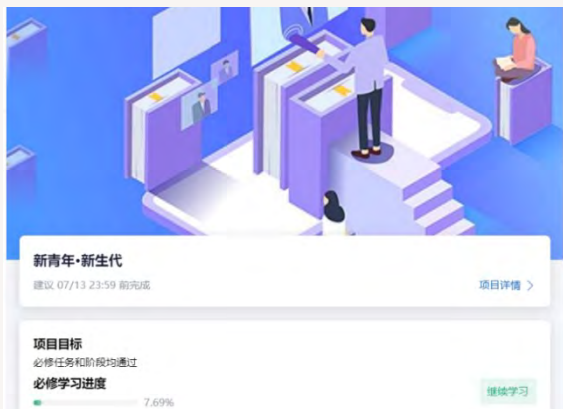 新青年•新生代
建议 07/13 23:59 前完成
项目详情 >
项目目标
必修任务和阶段均通过
必修学习进度
7.69%
继续学习